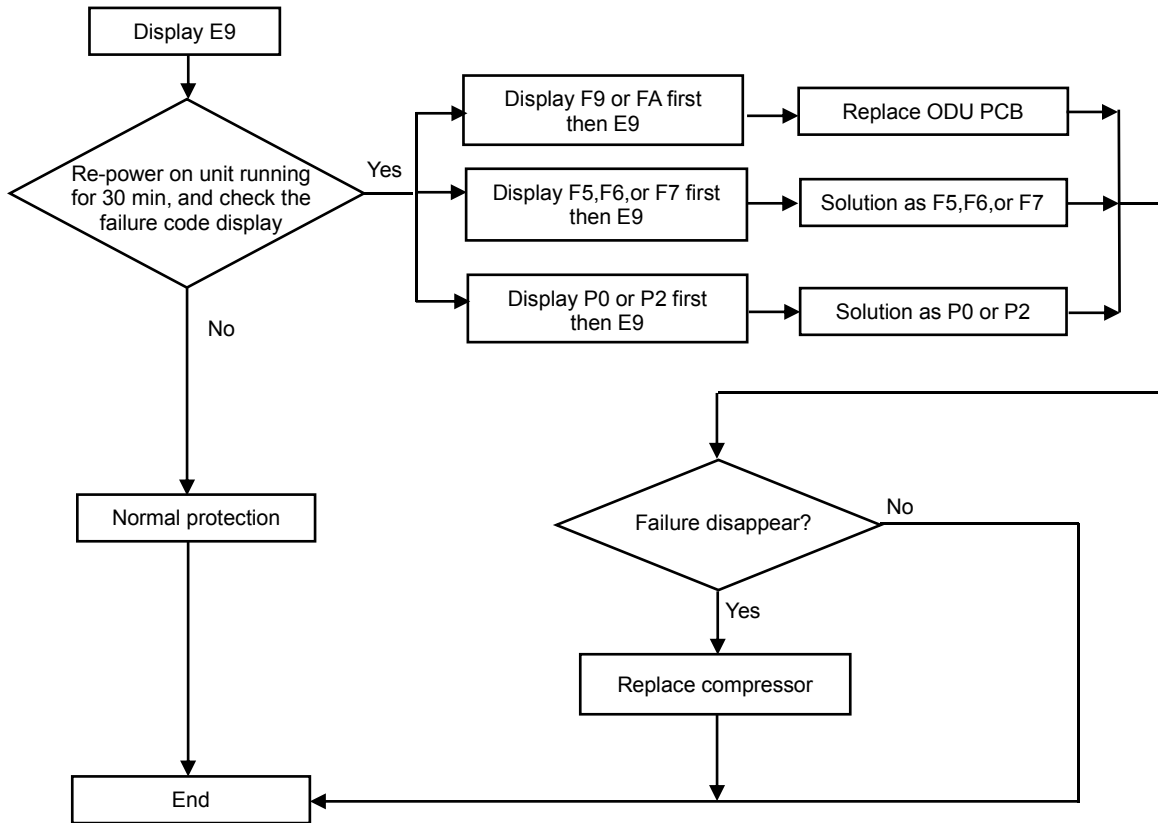 Display E9
Re-power on unit running
for 30 min, and check the
failure code display
Yes
No
Display F9 or FA first
then E9
Replace ODU PCB
Display F5,F6,or F7 first
then E9
Solution as F5,F6,or F7
Display P0 or P2 first
then E9
Solution as P0 or P2
Normal protection
Failure disappear?
No
Yes
Replace compressor
End